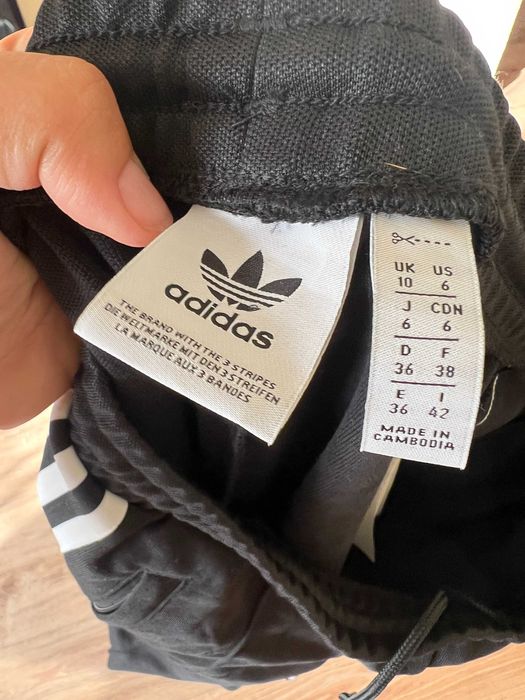 adidas
THE BRAND WITH THE 3 STRIPES
DIE WELTMARKE MIT DEN 3 STREIFEN
LA MARQUE AUX 3 BANDES
UK US
10 6
J CDN
6 6
D F
36 38
E I
36 42
MADE IN
CAMBODIA